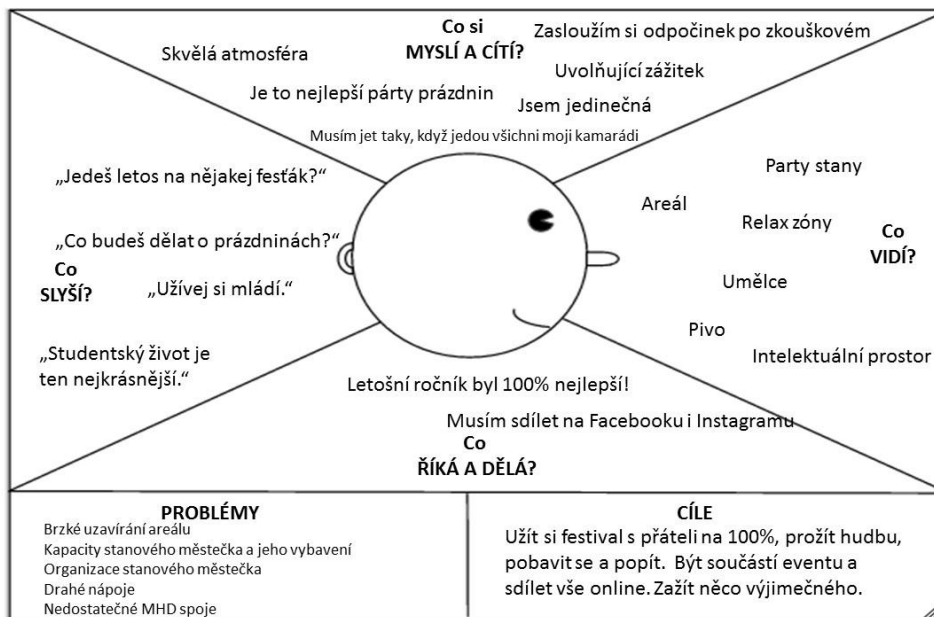 Co si
MYSLÍ A CÍTÍ?
Zasloužím si odpočinek po zkouškovém
Skvělá atmosféra
Uvolňující zážitek
Je to nejlepší párty prázdnin
Jsem jedinečná
Musím jet taky, když jedou všichni moji kamarádi
„Jedeš letos na nějakej fesťák?“
„Co budeš dělat o prázdninách?“
Co
SLYŠÍ?
„Užívej si mládí.“
„Studentský život je
ten nejkrásnější.“
Party stany
Areál
Relax zóny
Co
VIDÍ?
Umělce
Pivo
Intelektuální prostor
Letošní ročník byl 100% nejlepší!
Musím sdílet na Facebooku i Instagramu
Co
ŘÍKÁ A DĚLÁ?
PROBLÉMY
Brzké uzavírání areálu
Kapacity stanového městečka a jeho vybavení
Organizace stanového městečka
Drahé nápoje
Nedostatečné MHD spoje
CÍLE
Užít si festival s přáteli na 100%, prožít hudbu,
pobavit se a popít. Být součástí eventu a
sdílet vše online. Zažít něco výjimečného.